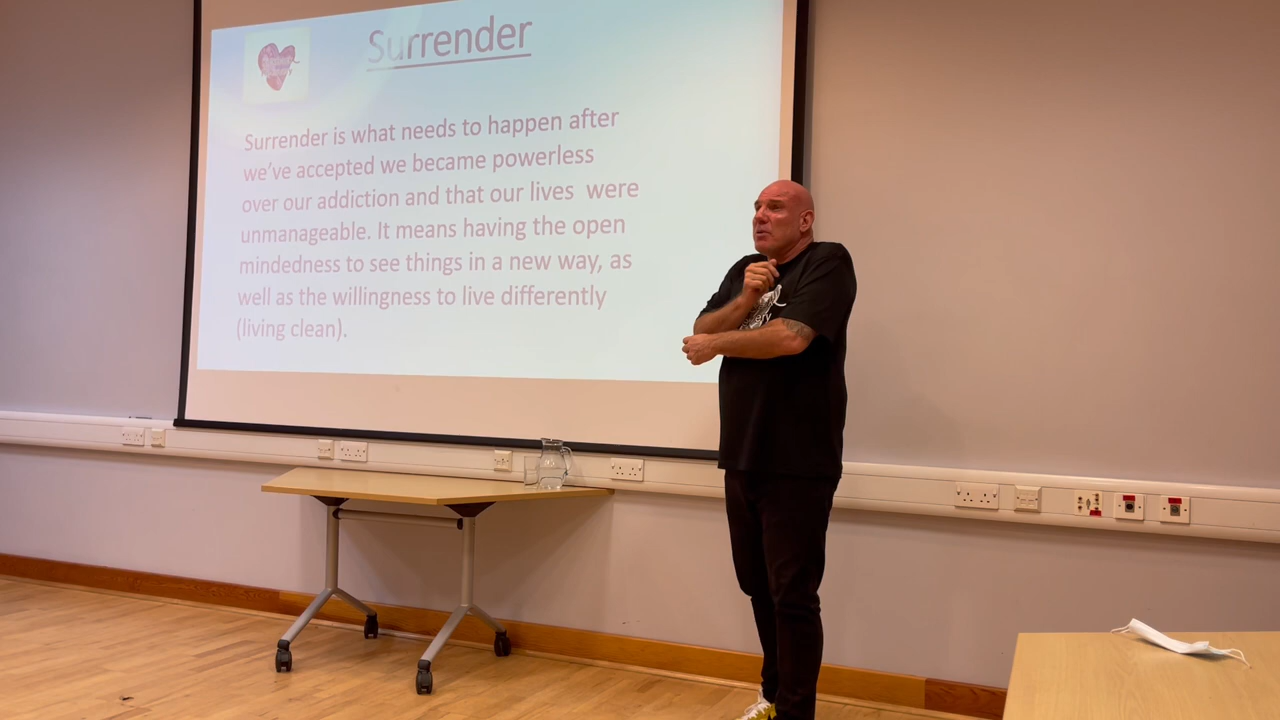 Surrender
Surrender is what needs to happen after
we've accepted we became powerless
over our addiction and that our lives were
unmanageable. It means having the open
mindedness to see things in a new way, as
well as the willingness to live differently
(living clean).